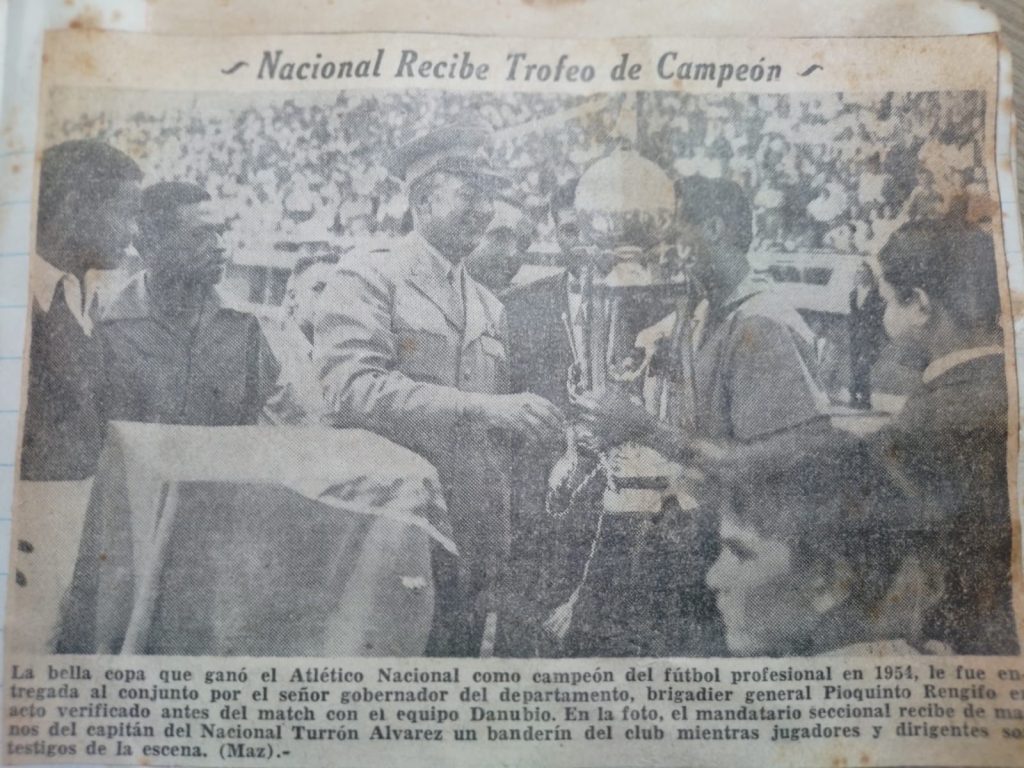 Nacional Recibe Trofeo de Campeón
La bella copa que ganó el Atlético Nacional como campeón del fútbol profesional en 1954, le fue en-
tregada al conjunto por el señor gobernador del departamento, brigadier general Pioquinto Rengifo en
acto verificado antes del match con el equipo Danubio. En la foto, el mandatario seccional recibe de ma-
nos del capitán del Nacional Turrón Alvarez un banderín del club mientras jugadores y dirigentes so
testigos de la escena. (Maz).-